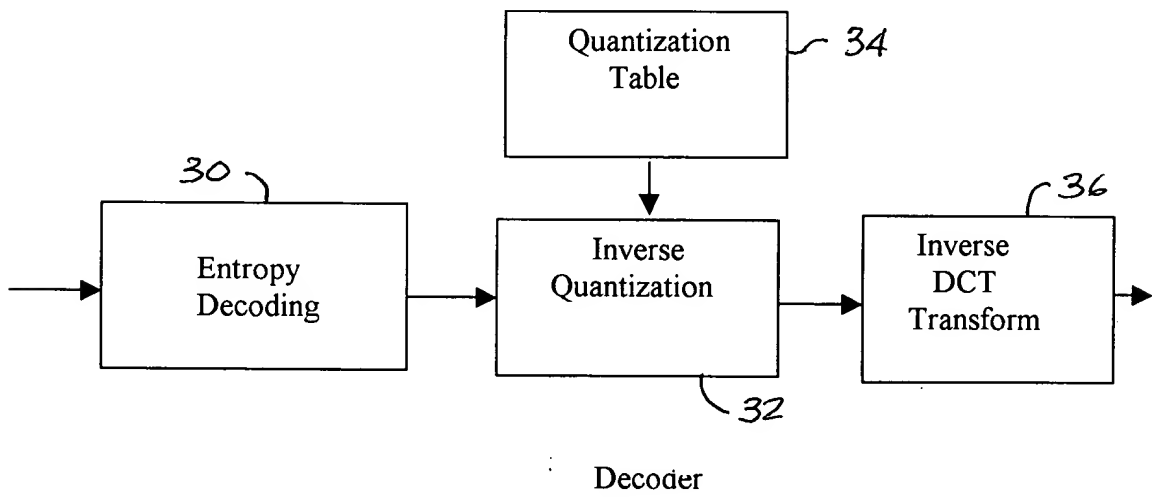 Quantization
Table
34
30
Entropy
Decoding
Inverse
Quantization
32
36
Inverse
DCT
Transform
Decoder